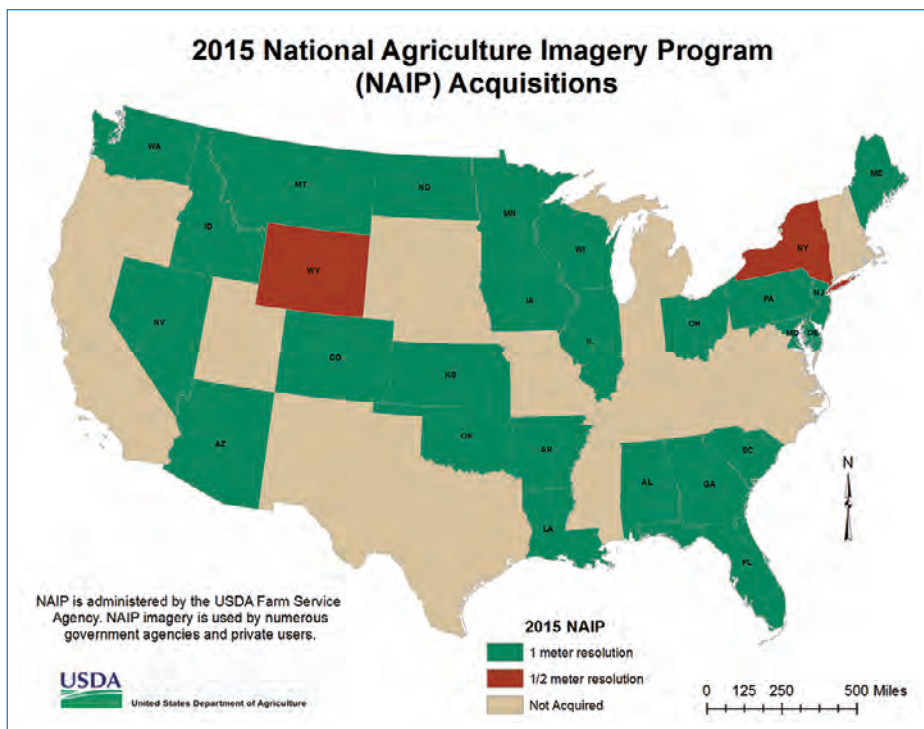 2015 National Agriculture Imagery Program
(NAIP) Acquisitions
WA
MT
ND
ME
MN
ID
WI
WY
NY
IA
PA
NJ
OH
NV
IL
MD
DE
CO
KS
OK
AZ
AR
SC
AL
GA
LA
FL
N
NAIP is administered by the USDA Farm Service
Agency. NAIP imagery is used by numerous
government agencies and private users.
USDA
United States Department of Agriculture
2015 NAIP
1 meter resolution
1/2 meter resolution
Not Acquired
0 125 250 500 Miles